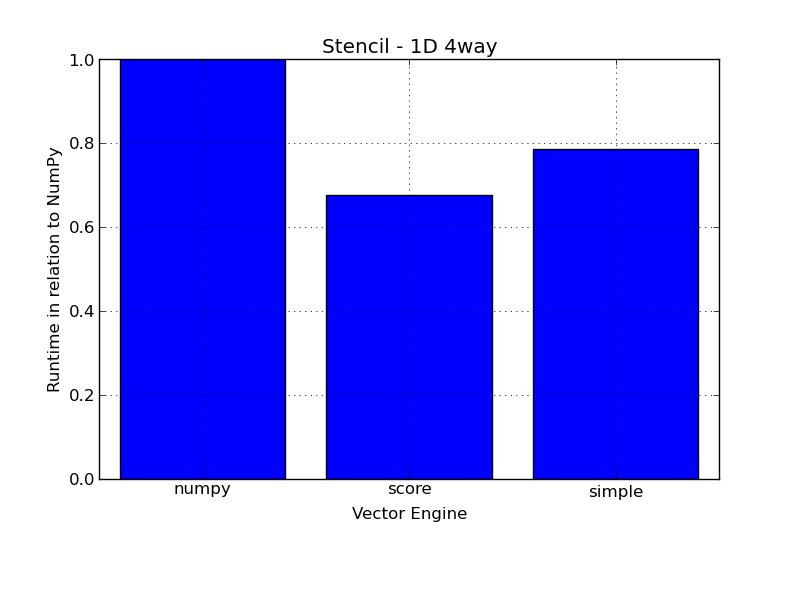 Stencil - 1D 4way
1.0
0.8
0.6
0.4
0.2
0.0
Runtime in relation to NumPy
numpy score simple
Vector Engine